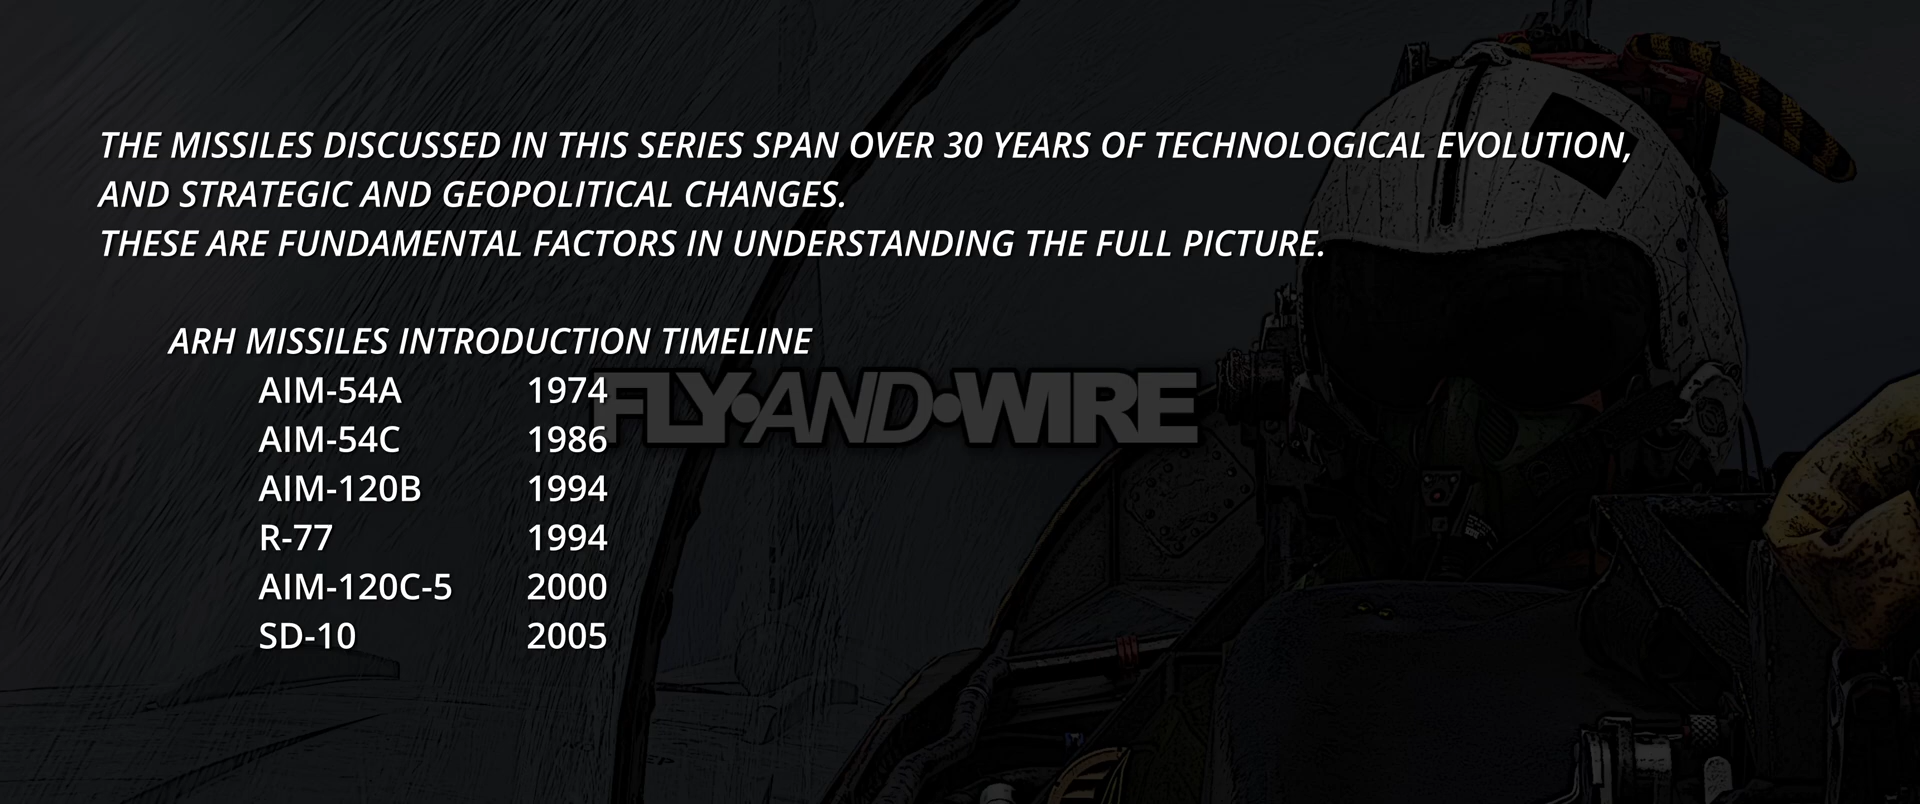 THE MISSILES DISCUSSED IN THIS SERIES SPAN OVER 30 YEARS OF TECHNOLOGICAL EVOLUTION,
AND STRATEGIC AND GEOPOLITICAL CHANGES.
THESE ARE FUNDAMENTAL FACTORS IN UNDERSTANDING THE FULL PICTURE.
ARH MISSILES INTRODUCTION TIMELINE
AIM-54A 1974
FLY•AND•WIRE
AIM-54C 1986
AIM-120B 1994
R-77 1994
AIM-120C-5 2000
SD-10 2005